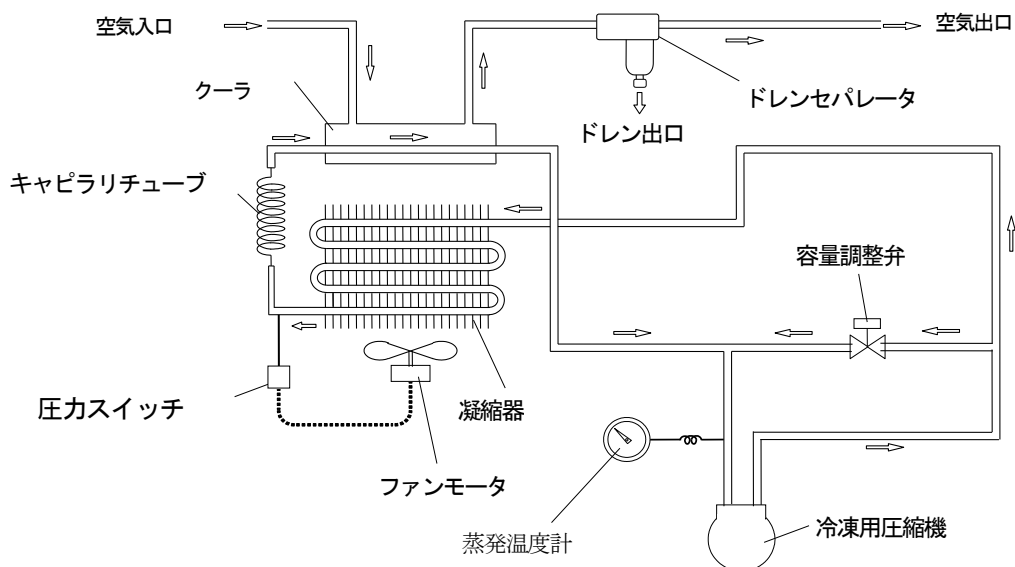 空気入口
空気出口
クーラ
ドレンセパレータ
ドレン出口
キャピラリチューブ
容量調整弁
圧力スイッチ
凝縮器
ファンモータ
蒸発温度計
冷凍用圧縮機